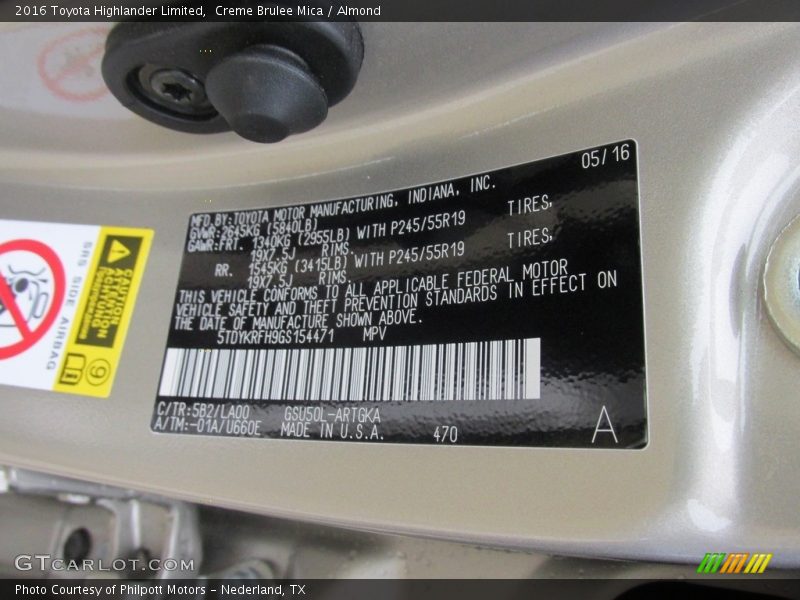 2016 Toyota Highlander Limited, Creme Brulee Mica / Almond
05/16
MFD.BY:TOYOTA MOTOR MANUFACTURING, INDIANA, INC.
GVWR:2645KG (5840LB)
GAWR:FRT. 1340KG (2955LB) WITH P245/55R19 TIRES,
19X7.5J RIMS
RR. 1545KG (3415LB) WITH P245/55R19 TIRES,
19X7.5J RIMS
THIS VEHICLE CONFORMS TO ALL APPLICABLE FEDERAL MOTOR
VEHICLE SAFETY AND THEFT PREVENTION STANDARDS IN EFFECT ON
THE DATE OF MANUFACTURE SHOWN ABOVE.
5TDYKRFH9GS154471 MPV
C/TR:5B2/LA00 GSU50L-ARTGKA
A/TM:-01A/U660E MADE IN U.S.A. 470
A
SRS SIDE AIRBAG
CAUTION
9
GTCarLot.com
Photo Courtesy of Philpott Motors - Nederland, TX